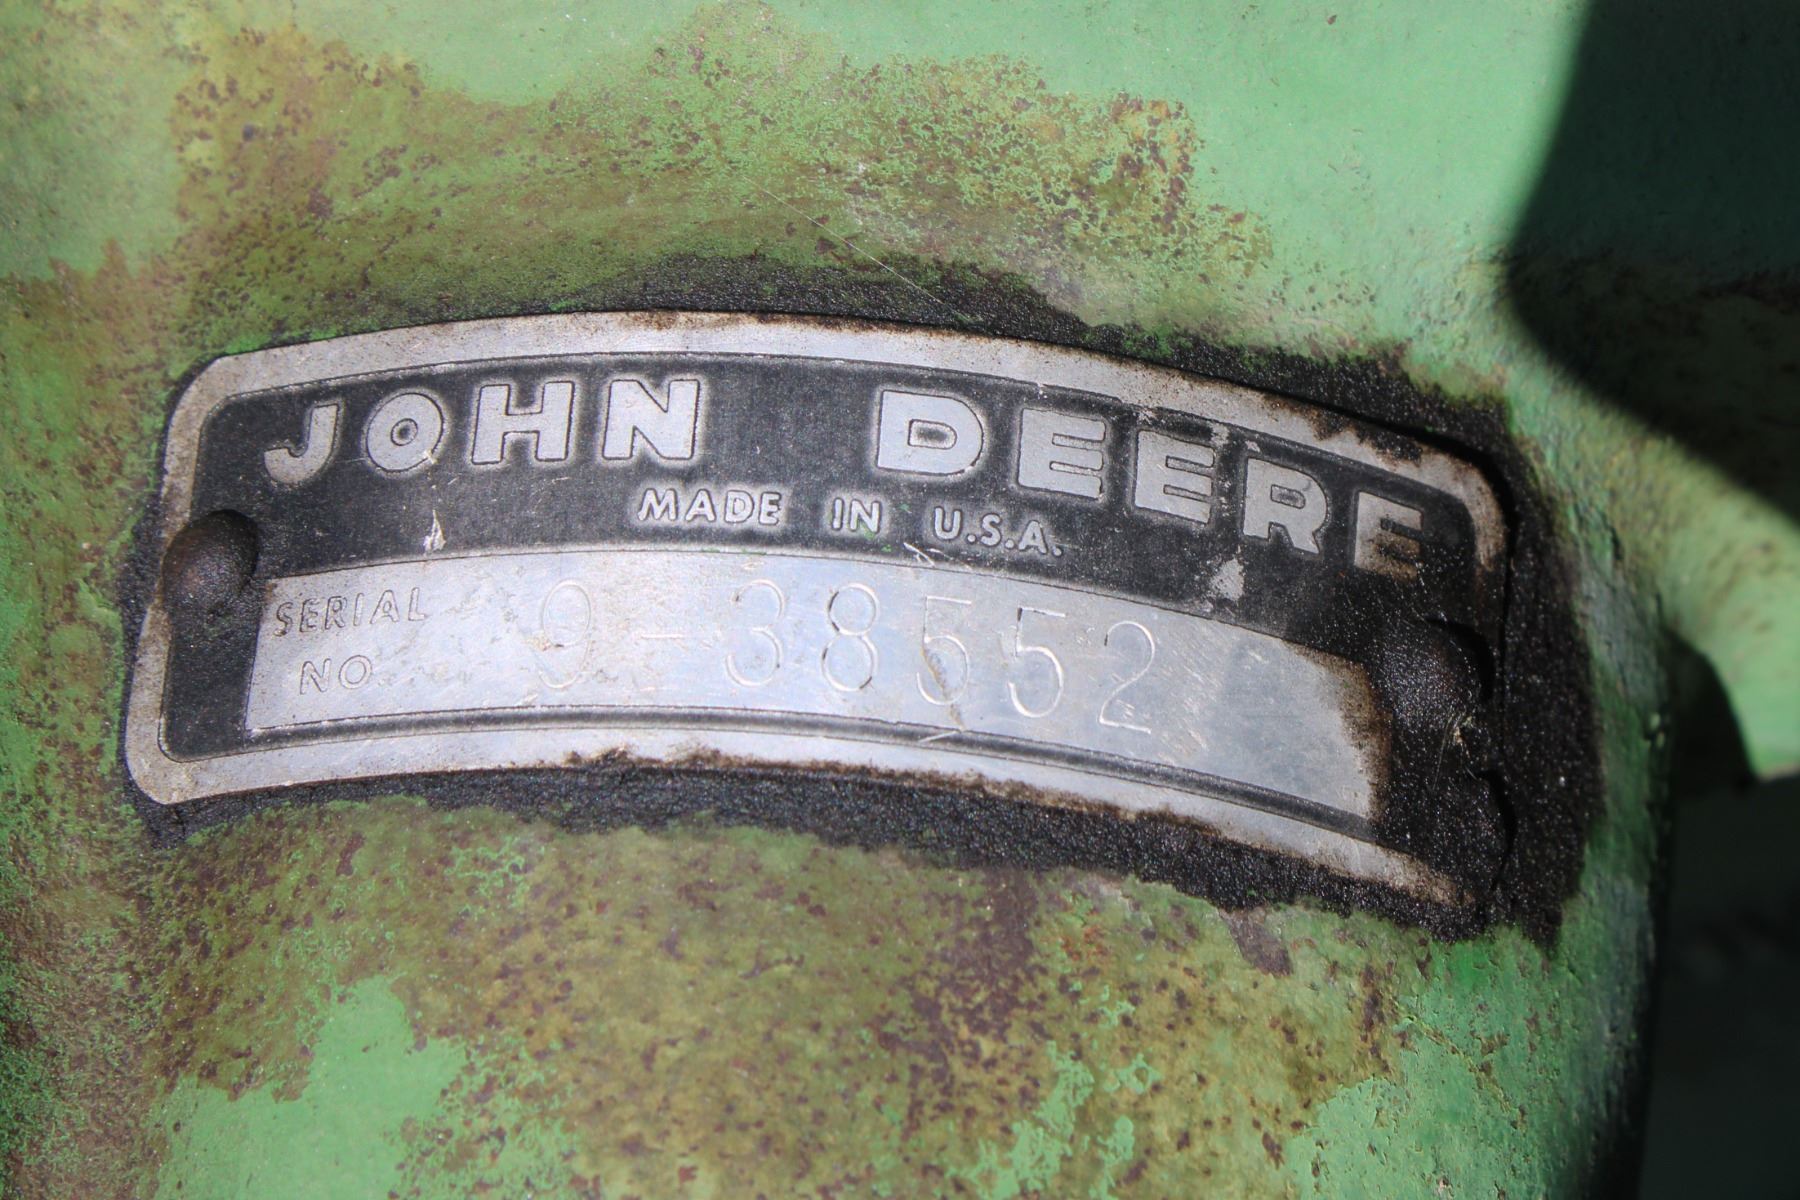 JOHN DEERE
MADE IN U.S.A.
SERIAL NO. 9-38552